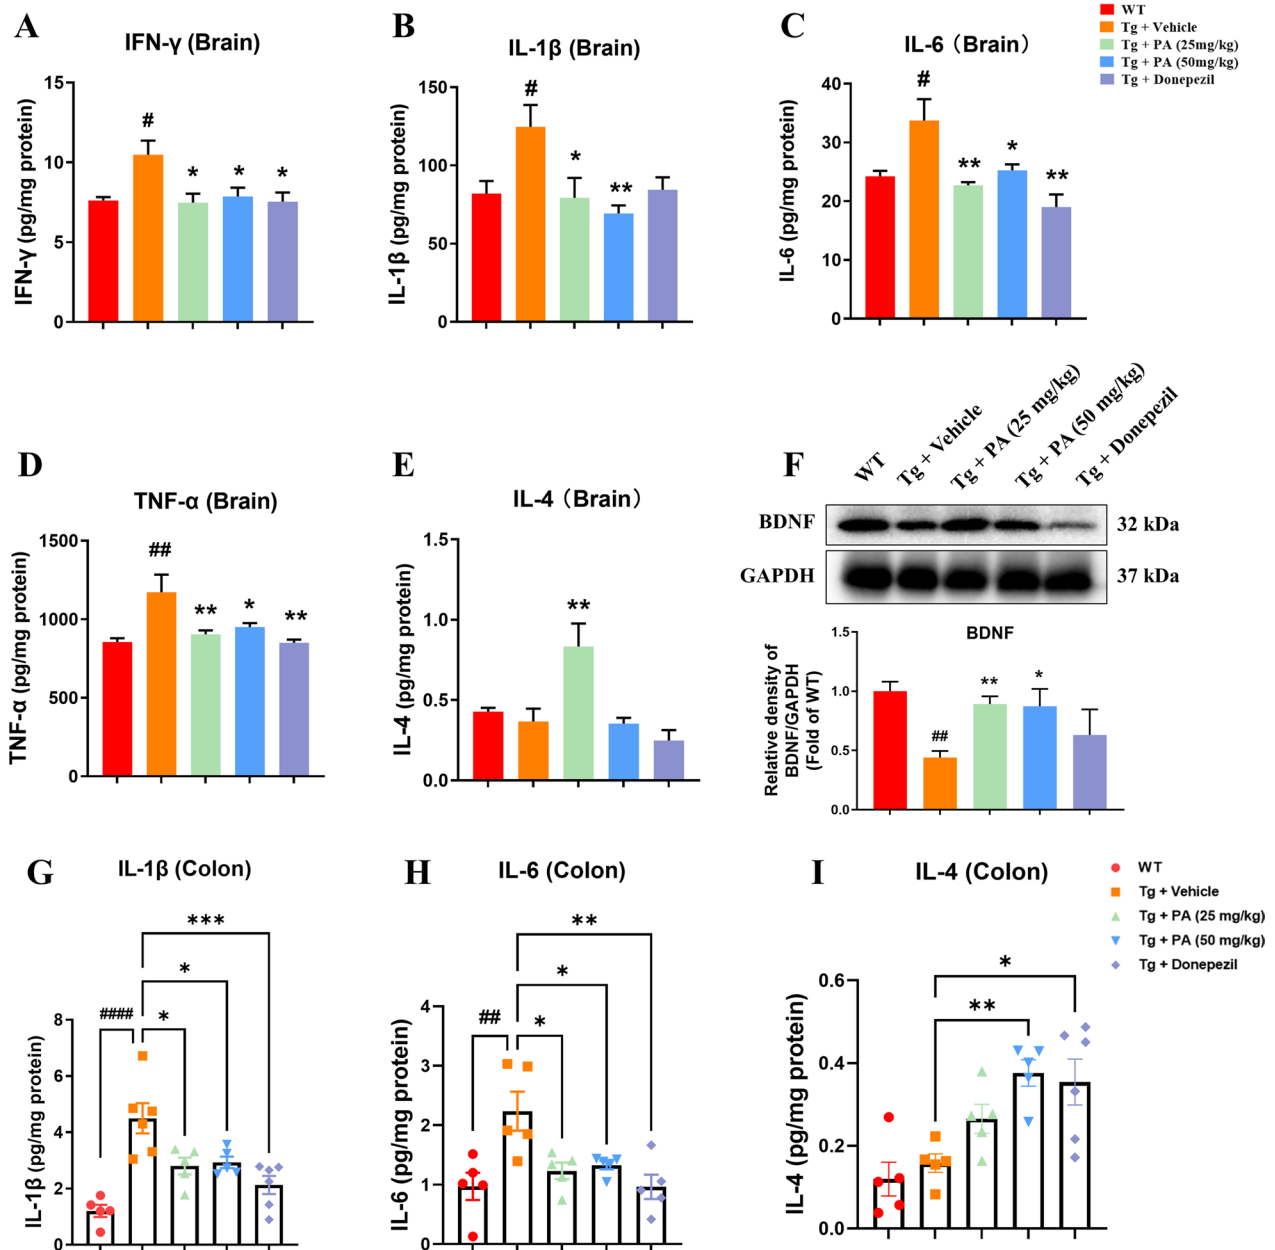 A
IFN-γ (Brain)
IFN-γ (pg/mg protein)
15
10
5
0
#
*
*
*
B
IL-1β (Brain)
IL-1β (pg/mg protein)
150
100
50
0
#
*
**
C
IL-6 (Brain)
IL-6 (pg/mg protein)
40
30
20
10
0
#
**
*
**
WT
Tg + Vehicle
Tg + PA (25mg/kg)
Tg + PA (50mg/kg)
Tg + Donepezil
D
TNF-α (Brain)
TNF-α (pg/mg protein)
1500
1000
500
0
##
**
*
**
E
IL-4 (Brain)
IL-4 (pg/mg protein)
1.5
1.0
0.5
0.0
**
F
WT
Tg + Vehicle
Tg + PA (25 mg/kg)
Tg + PA (50 mg/kg)
Tg + Donepezil
BDNF
32 kDa
GAPDH
37 kDa
BDNF
Relative density of
BDNF/GAPDH
(Fold of WT)
1.5
1.0
0.5
0.0
##
**
*
G
IL-1β (Colon)
IL-1β (pg/mg protein)
8
6
4
2
0
####
*
*
***
H
IL-6 (Colon)
IL-6 (pg/mg protein)
4
3
2
1
0
##
*
*
**
I
IL-4 (Colon)
IL-4 (pg/mg protein)
0.6
0.4
0.2
0.0
**
*
WT
Tg + Vehicle
Tg + PA (25 mg/kg)
Tg + PA (50 mg/kg)
Tg + Donepezil